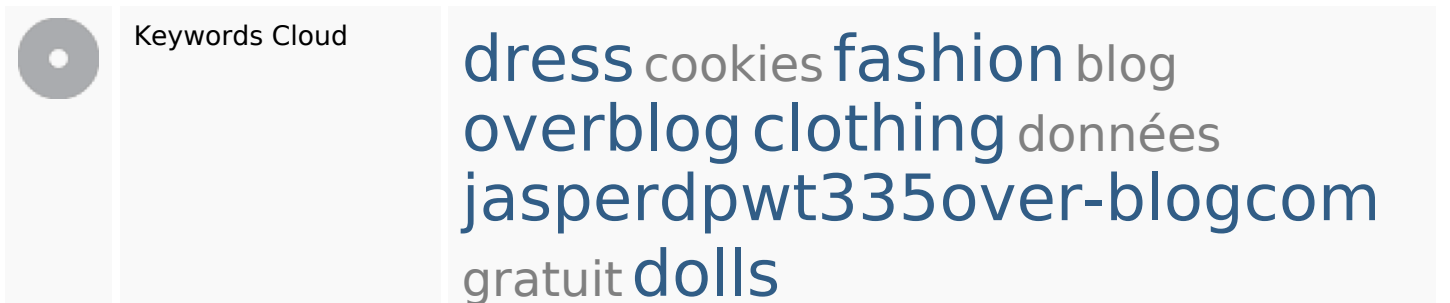 Keywords Cloud
dress cookies fashion blog
overblog clothing données
jasperdpwt335over-blogcom
gratuit dolls